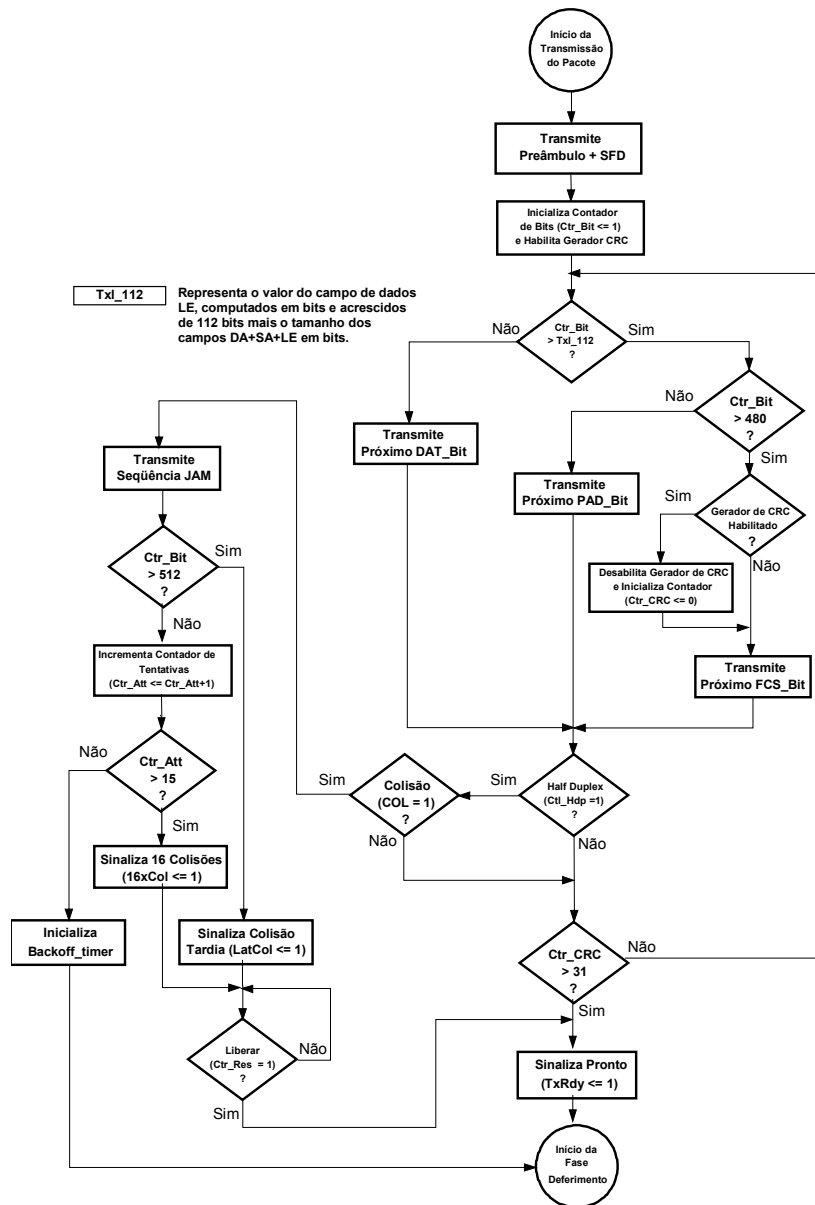 Início da
Transmissão
do Pacote
Transmite
Preâmbulo + SFD
Inicializa Contador
de Bits (Ctr_Bit <= 1)
e Habilita Gerador CRC
Txl_112
Representa o valor do campo de dados
LE, computados em bits e acrescidos
de 112 bits mais o tamanho dos
campos DA+SA+LE em bits.
Ctr_Bit
> Txl_112
?
Não
Sim
Ctr_Bit
> 480
?
Não
Sim
Transmite
Próximo DAT_Bit
Transmite
Próximo PAD_Bit
Gerador de CRC
Habilitado
?
Sim
Não
Desabilita Gerador de CRC
e Inicializa Contador
(Ctr_CRC <= 0)
Transmite
Próximo FCS_Bit
Transmite
Seqüência JAM
Ctr_Bit
> 512
?
Sim
Não
Incrementa Contador de
Tentativas
(Ctr_Att <= Ctr_Att+1)
Ctr_Att
> 15
?
Não
Sim
Sinaliza 16 Colisões
(16xCol <= 1)
Half Duplex
(Ctl_Hdp =1)
?
Sim
Não
Colisão
(COL = 1)
?
Sim
Não
Inicializa
Backoff_timer
Sinaliza Colisão
Tardia (LatCol <= 1)
Ctr_CRC
> 31
?
Não
Sim
Liberar
(Ctr_Res = 1)
?
Não
Sim
Sinaliza Pronto
(TxRdy <= 1)
Início da
Fase
Deferimento